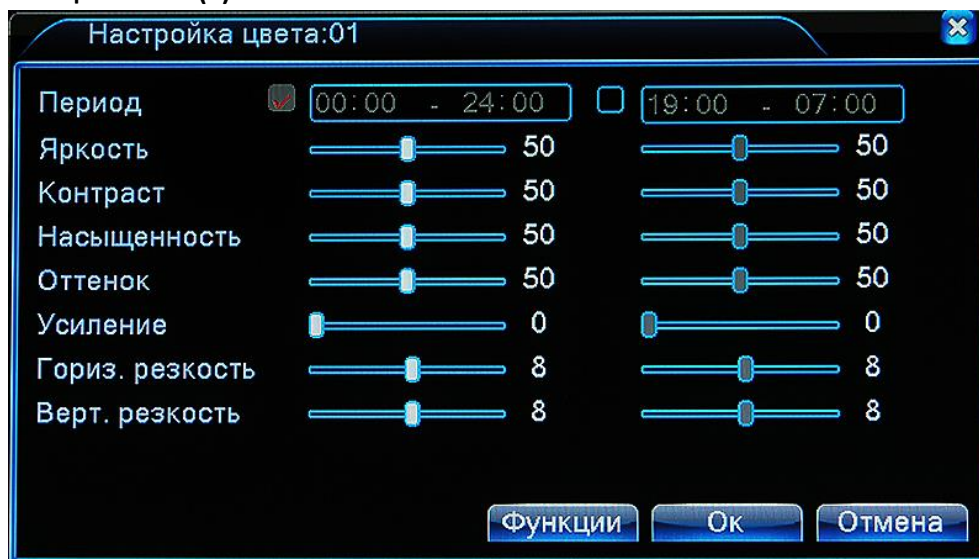 Настройка цвета:01
Период 00:00 - 24:00 19:00 - 07:00
Яркость 50 50
Контраст 50 50
Насыщенность 50 50
Оттенок 50 50
Усиление 0 0
Гориз. резкость 8 8
Верт. резкость 8 8
Функции Ок Отмена